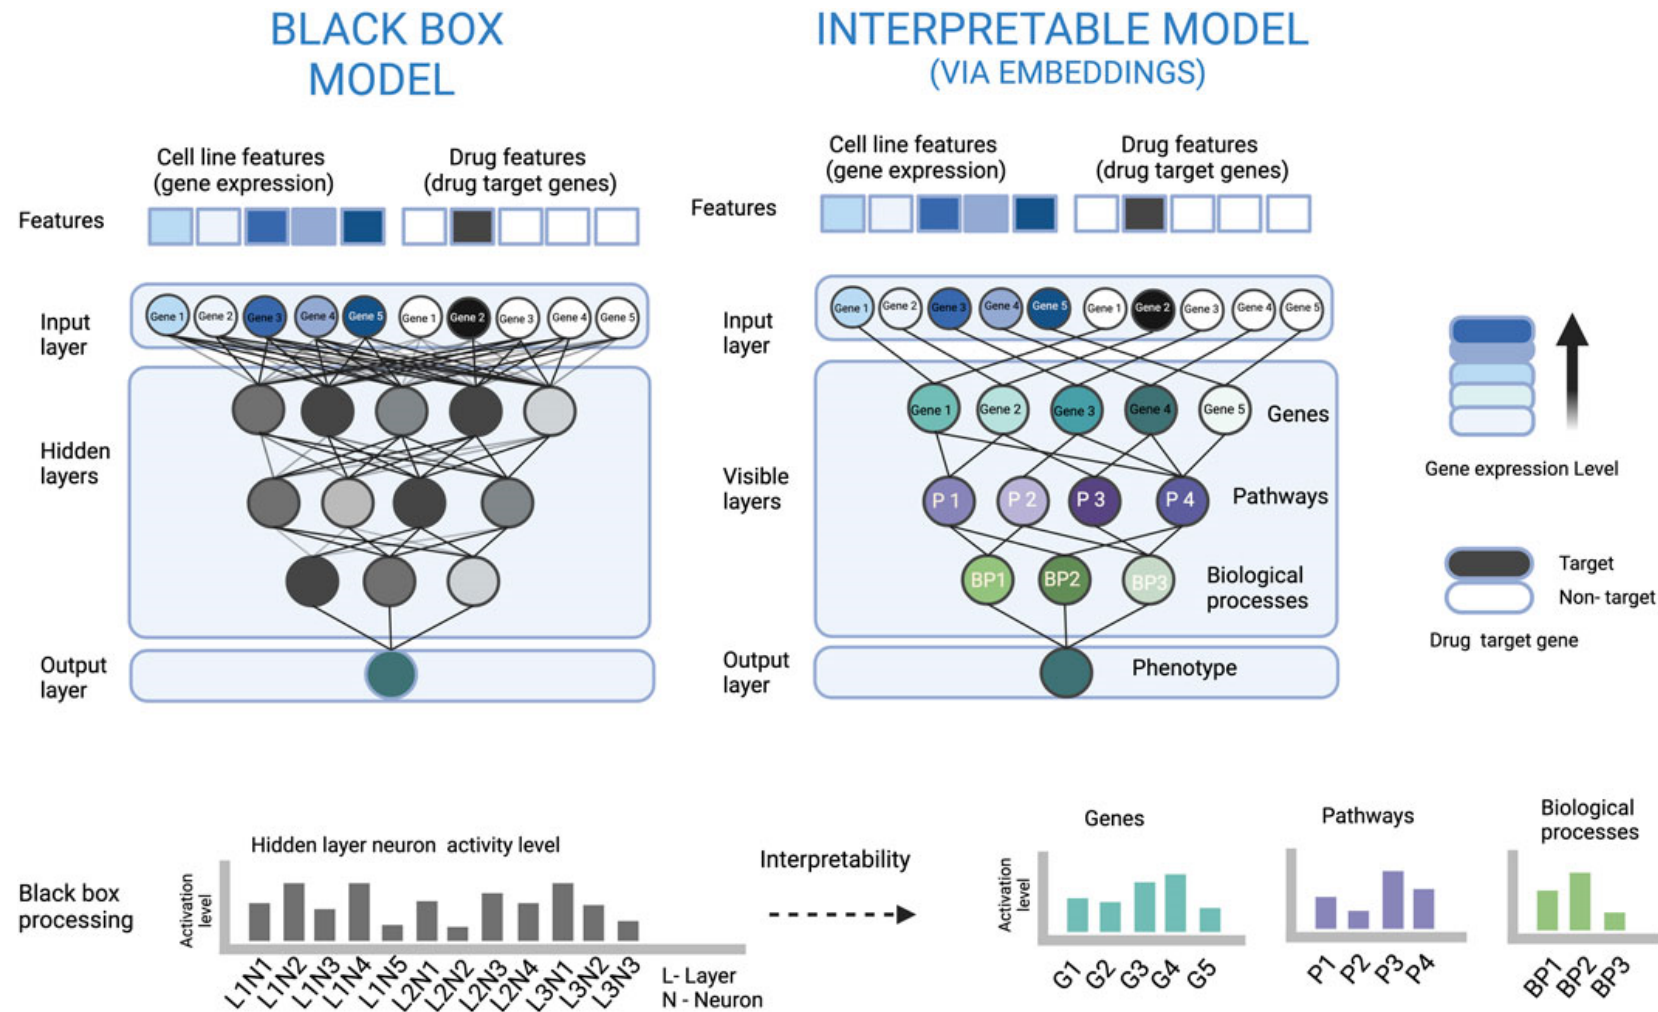 BLACK BOX
MODEL
Cell line features
(gene expression)
Drug features
(drug target genes)
Features
Input
layer
Gene 1
Gene 2
Gene 3
Gene 4
Gene 5
Gene 1
Gene 2
Gene 3
Gene 4
Gene 5
Hidden
layers
Output
layer
INTERPRETABLE MODEL
(VIA EMBEDDINGS)
Cell line features
(gene expression)
Drug features
(drug target genes)
Features
Input
layer
Gene 1
Gene 2
Gene 3
Gene 4
Gene 5
Gene 1
Gene 2
Gene 3
Gene 4
Gene 5
Visible
layers
Gene 1
Gene 2
Gene 3
Gene 4
Gene 5
Genes
P 1
P 2
P 3
P 4
Pathways
BP1
BP2
BP3
Biological
processes
Output
layer
Phenotype
Gene expression Level
Target
Non- target
Drug target gene
Black box
processing
Hidden layer neuron activity level
Activation
level
L1N1
L1N2
L1N3
L1N4
L1N5
L2N1
L2N2
L2N3
L2N4
L3N1
L3N2
L3N3
L- Layer
N - Neuron
Interpretability
Genes
Activation
level
G1
G2
G3
G4
G5
Pathways
P1
P2
P3
P4
Biological
processes
BP1
BP2
BP3